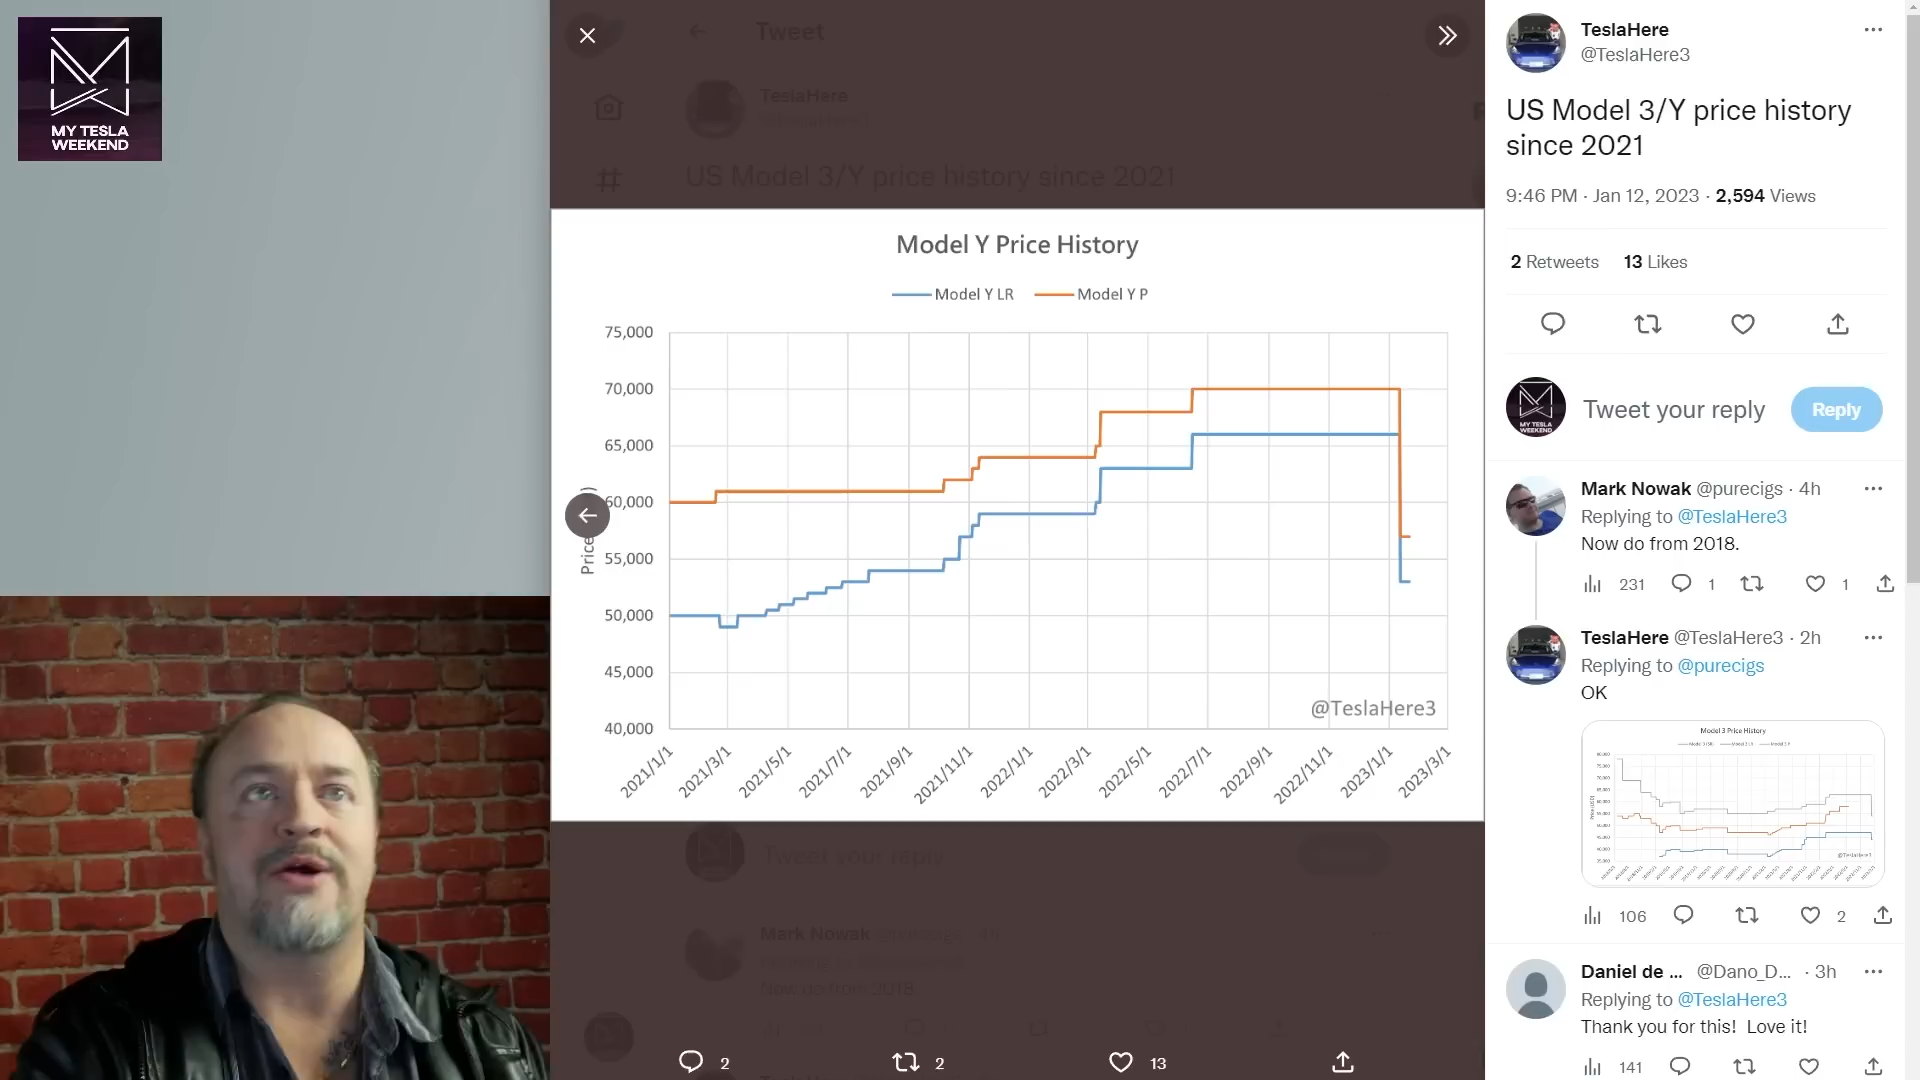 MY TESLA
WEEKEND
Tweet
TeslaHere
US Model 3/Y price history since 2021
Model Y Price History
Model Y LR
Model Y P
75,000
70,000
65,000
60,000
55,000
50,000
45,000
40,000
Price
)
@TeslaHere3
2021/1/1
2021/3/1
2021/5/1
2021/7/1
2021/9/1
2021/11/1
2022/1/1
2022/3/1
2022/5/1
2022/7/1
2022/9/1
2022/11/1
2023/1/1
2023/3/1
Tweet your reply
Mark Nowak
Now do from 2018.
2
2
13
TeslaHere
@TeslaHere3
US Model 3/Y price history
since 2021
9:46 PM · Jan 12, 2023 · 2,594 Views
2 Retweets 13 Likes
MY TESLA
WEEKEND
Tweet your reply
Reply
Mark Nowak @purecigs · 4h
Replying to @TeslaHere3
Now do from 2018.
231 1 1
TeslaHere @TeslaHere3 · 2h
Replying to @purecigs
OK
Model 3 Price History
@TeslaHere3
106 2
Daniel de ... @Dano_D... · 3h
Replying to @TeslaHere3
Thank you for this! Love it!
141